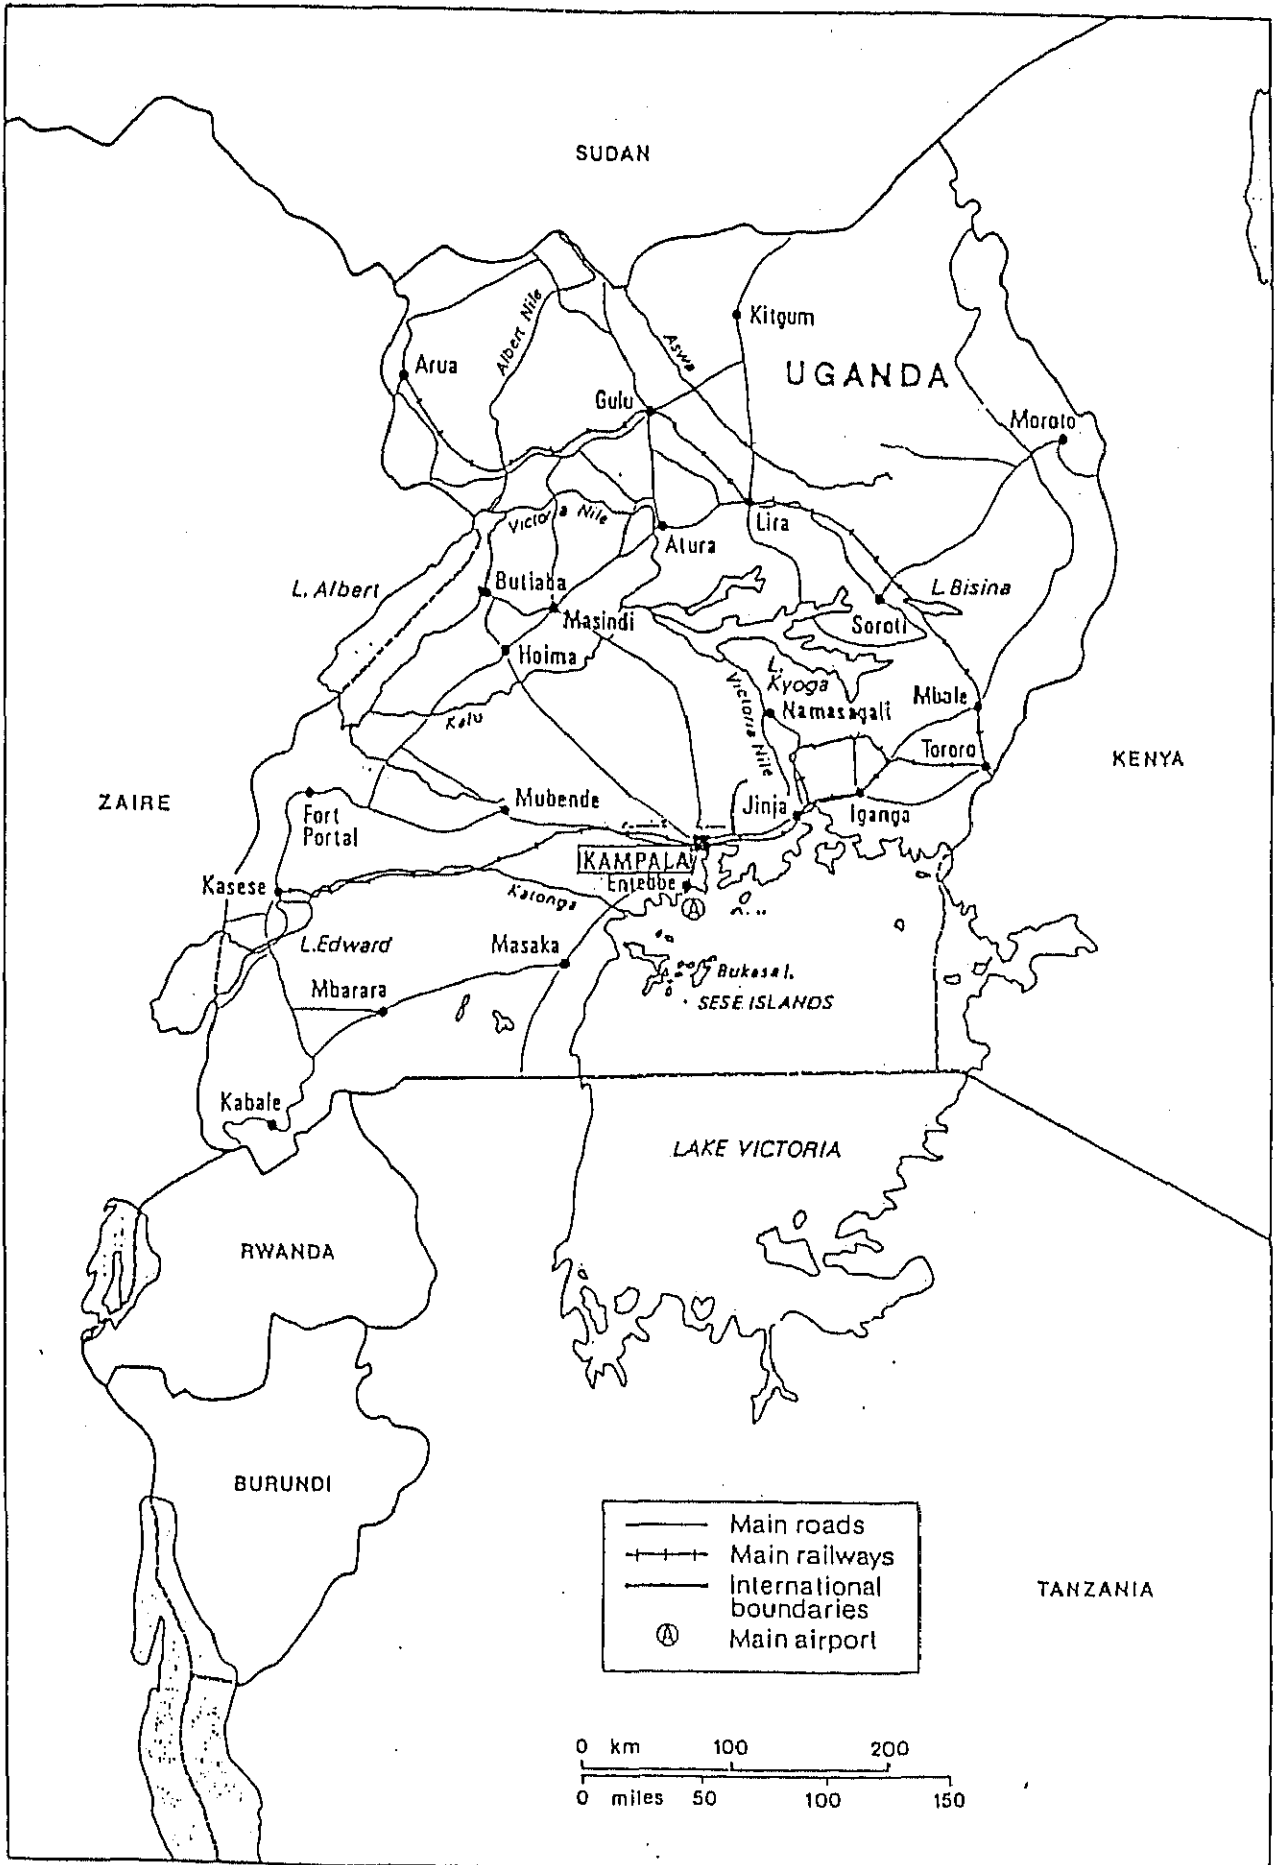 SUDAN
Kitgum
Albert Nile
Aswa
Arua
UGANDA
Gulu
Moroto
Victoria Nile
Lira
Atura
L. Albert
Butiaba
L. Bisina
Masindi
Soroti
Hoima
L.
Kyoga
Victoria Nile
Namasagali
Mbale
Kafu
Tororo
KENYA
ZAIRE
Fort
Portal
Mubende
Jinja
Iganga
KAMPALA
Entebbe
Kasese
Katonga
A
L. Edward
Masaka
Bukasa I.
SESE ISLANDS
Mbarara
Kabale
LAKE VICTORIA
RWANDA
BURUNDI
Main roads
Main railways
International
boundaries
A Main airport
TANZANIA
0 km 100 200
0 miles 50 100 150